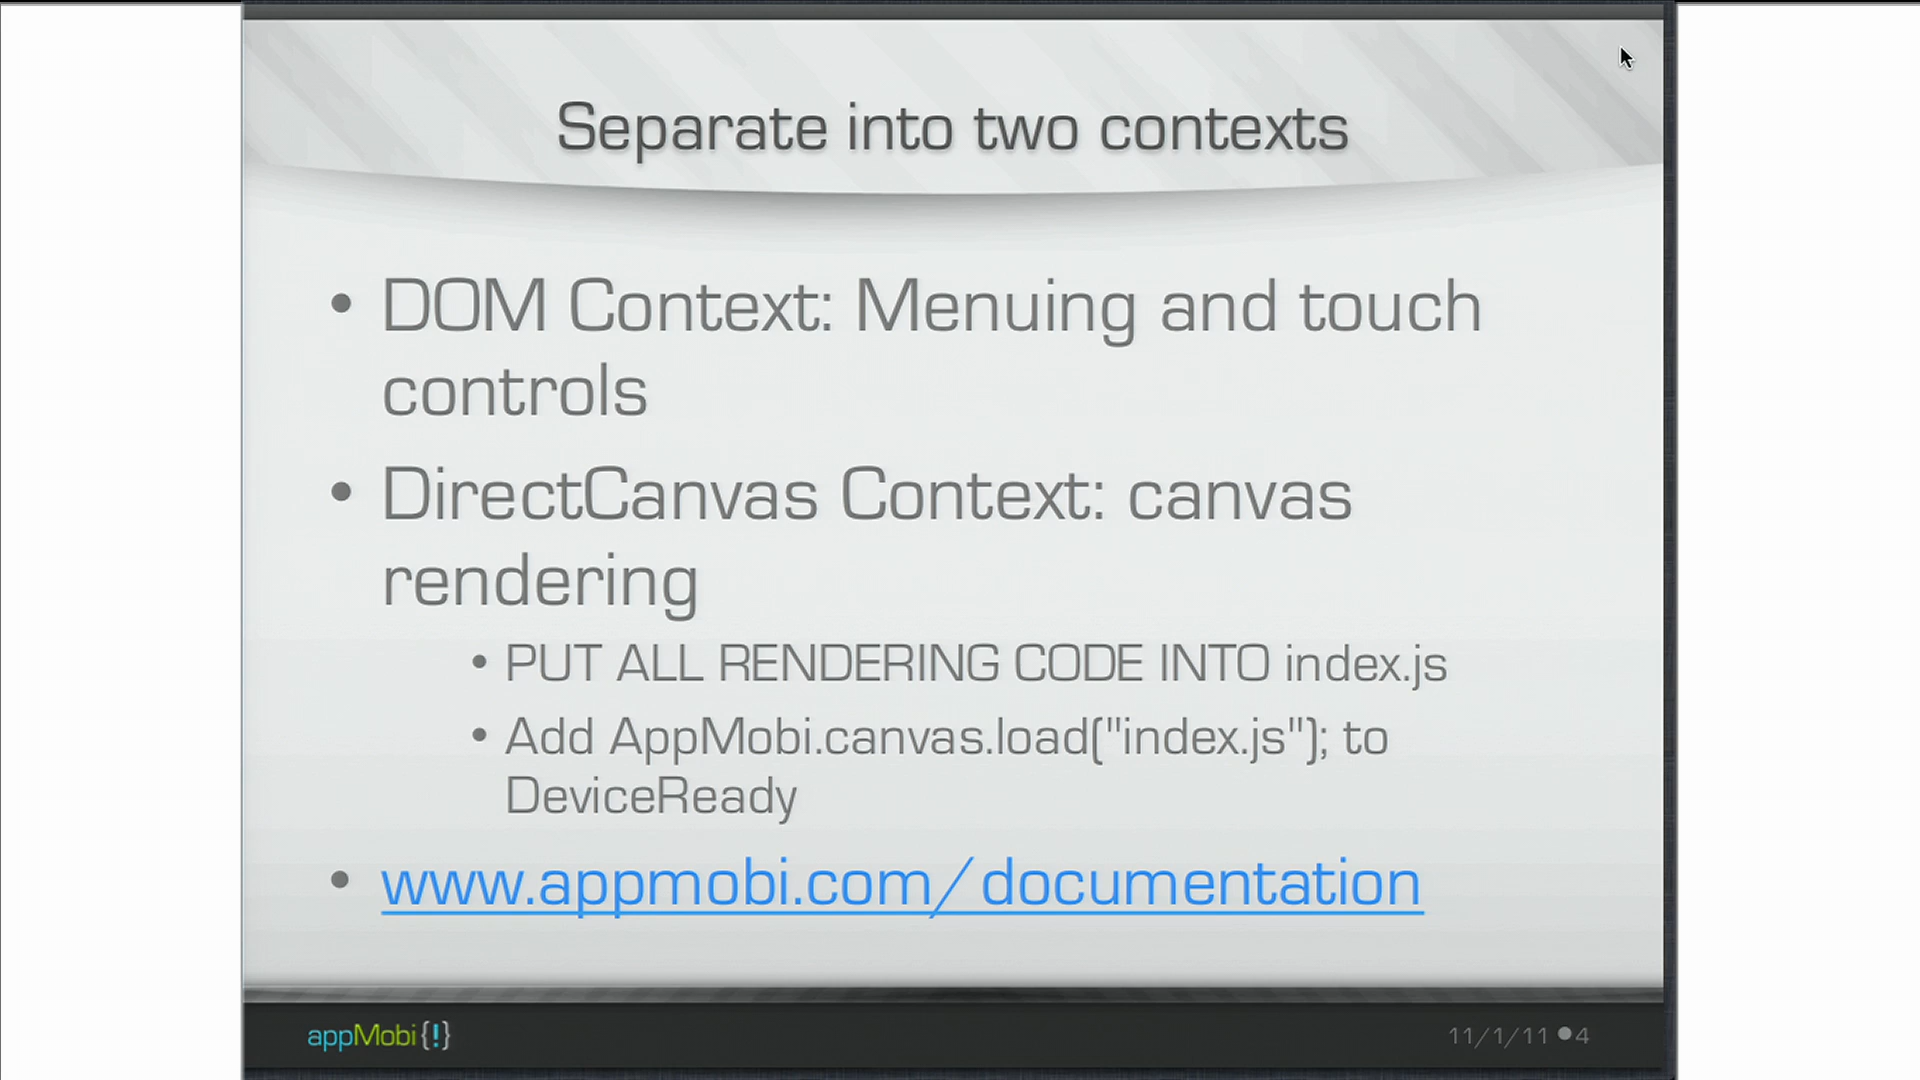 Separate into two contexts
• DOM Context: Menuing and touch
controls
• DirectCanvas Context: canvas
rendering
• PUT ALL RENDERING CODE INTO index.js
• Add AppMobi.canvas.load("index.js"); to
DeviceReady
• www.appmobi.com/documentation
appMobi{!}
11/1/11 ●4